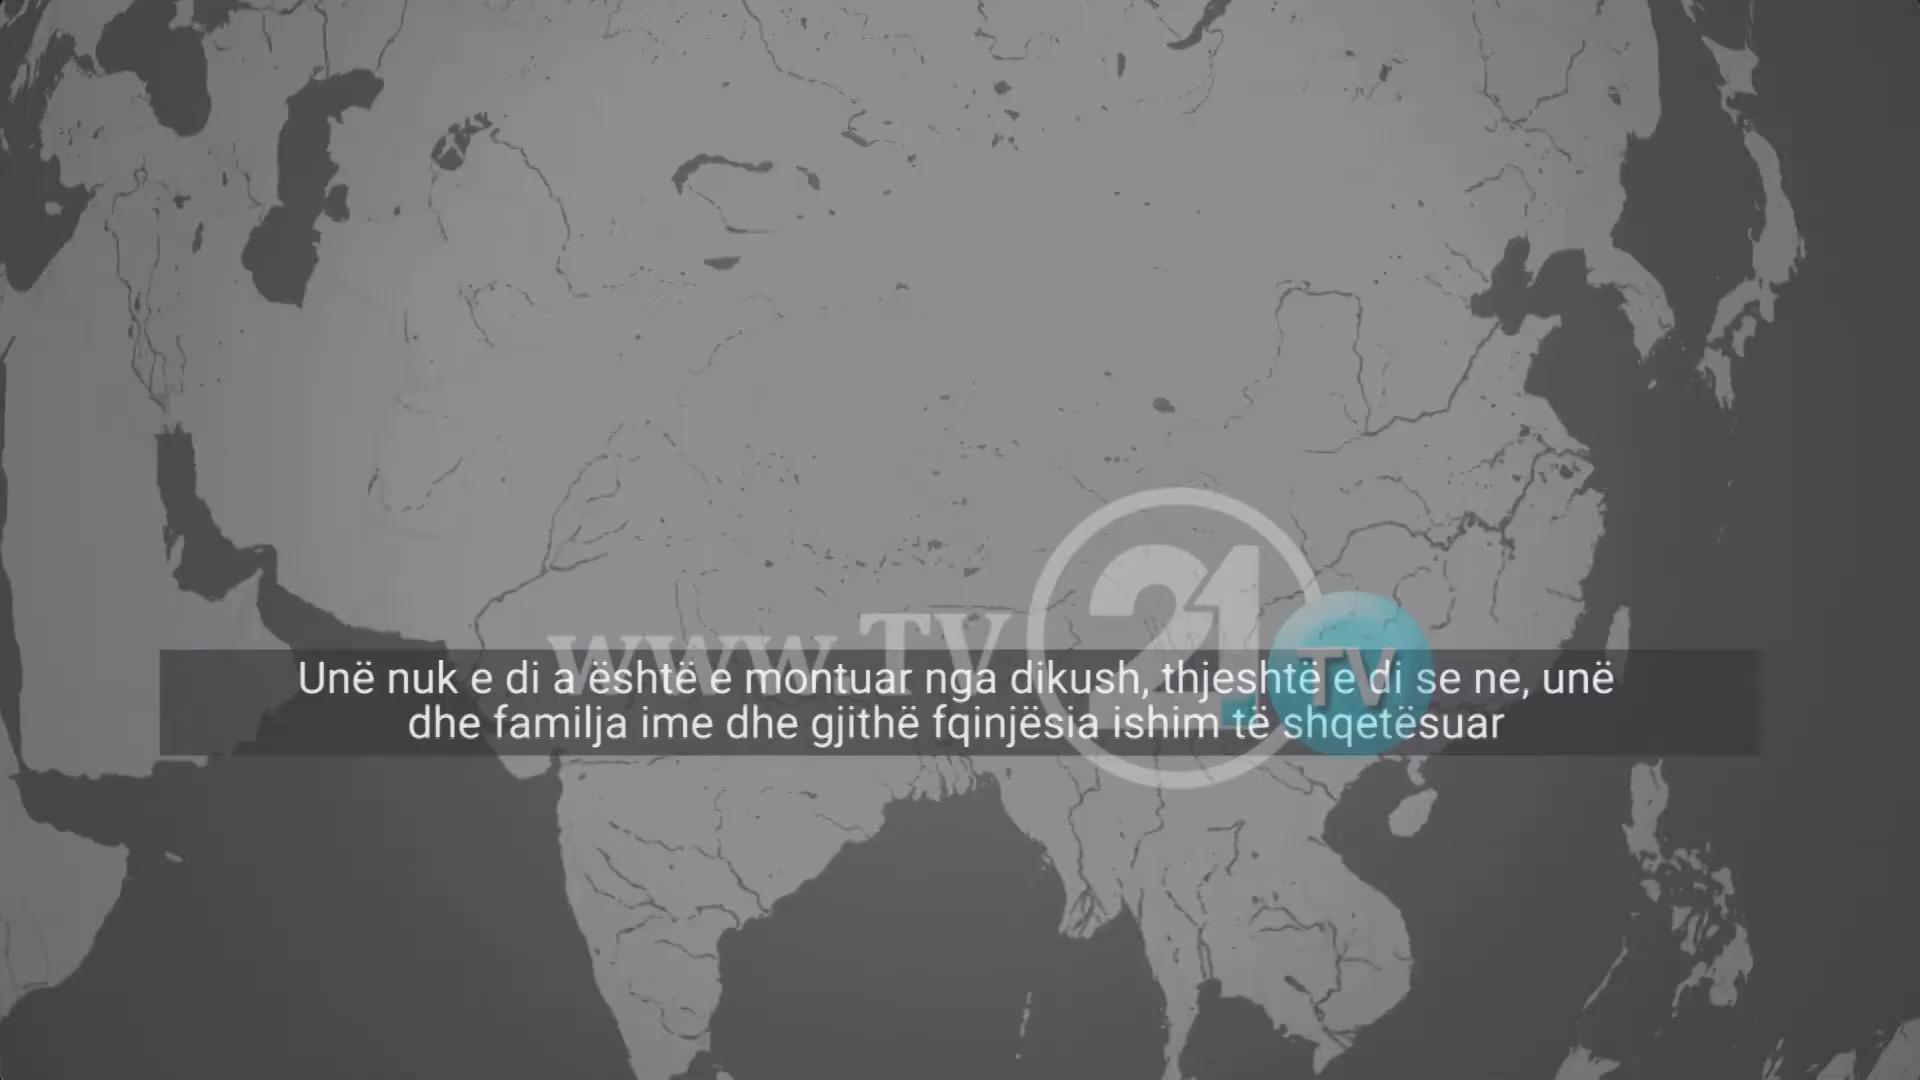 www.TV21.TV
Unë nuk e di a është e montuar nga dikush, thjeshtë e di se ne, unë
dhe familja ime dhe gjithë fqinjësia ishim të shqetësuar